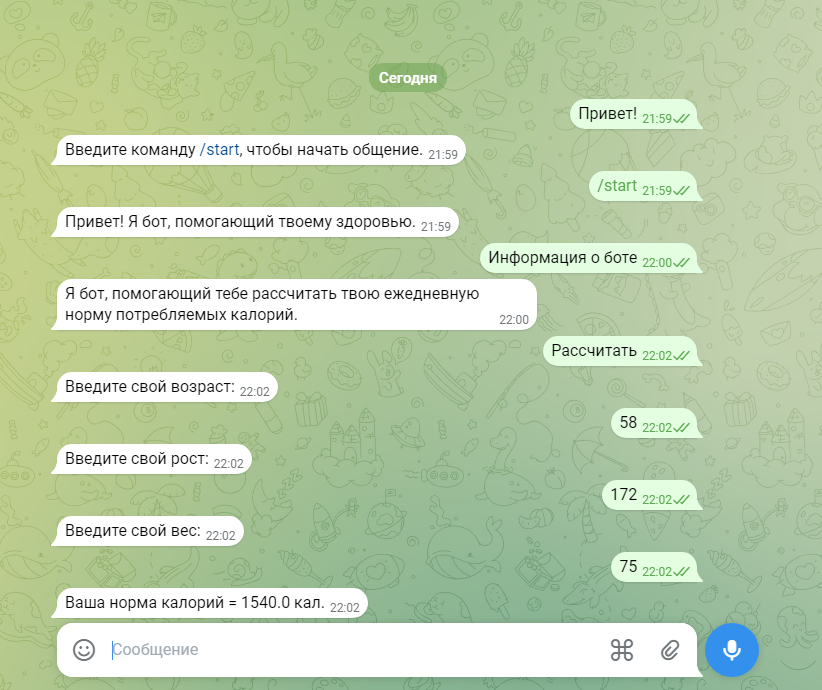 Сегодня
Привет! 21:59
Введите команду /start, чтобы начать общение. 21:59
/start 21:59
Привет! Я бот, помогающий твоему здоровью. 21:59
Информация о боте 22:00
Я бот, помогающий тебе рассчитать твою ежедневную
норму потребляемых калорий. 22:00
Рассчитать 22:02
Введите свой возраст: 22:02
58 22:02
Введите свой рост: 22:02
172 22:02
Введите свой вес: 22:02
75 22:02
Ваша норма калорий = 1540.0 кал. 22:02
Сообщение